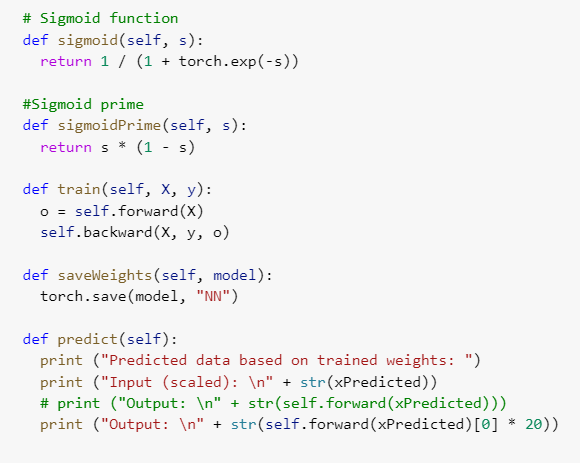 # Sigmoid function
def sigmoid(self, s):
  return 1 / (1 + torch.exp(-s))
#Sigmoid prime
def sigmoidPrime(self, s):
  return s * (1 - s)
def train(self, X, y):
  o = self.forward(X)
  self.backward(X, y, o)
def saveWeights(self, model):
  torch.save(model, "NN")
def predict(self):
  print ("Predicted data based on trained weights: ")
  print ("Input (scaled): \n" + str(xPredicted))
  # print ("Output: \n" + str(self.forward(xPredicted)))
  print ("Output: \n" + str(self.forward(xPredicted)[0] * 20))